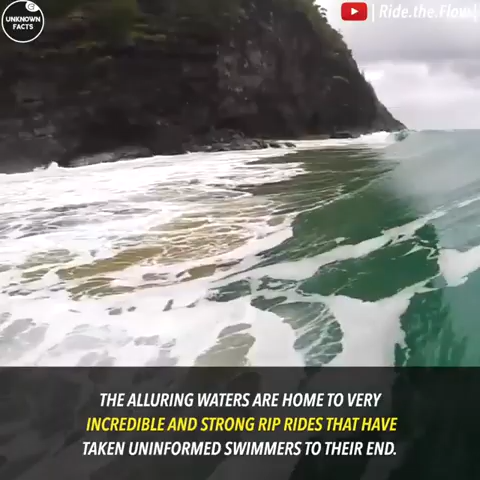 UNKNOWN
FACTS
| Ride.the.Flow |
THE ALLURING WATERS ARE HOME TO VERY
INCREDIBLE AND STRONG RIP RIDES THAT HAVE
TAKEN UNINFORMED SWIMMERS TO THEIR END.